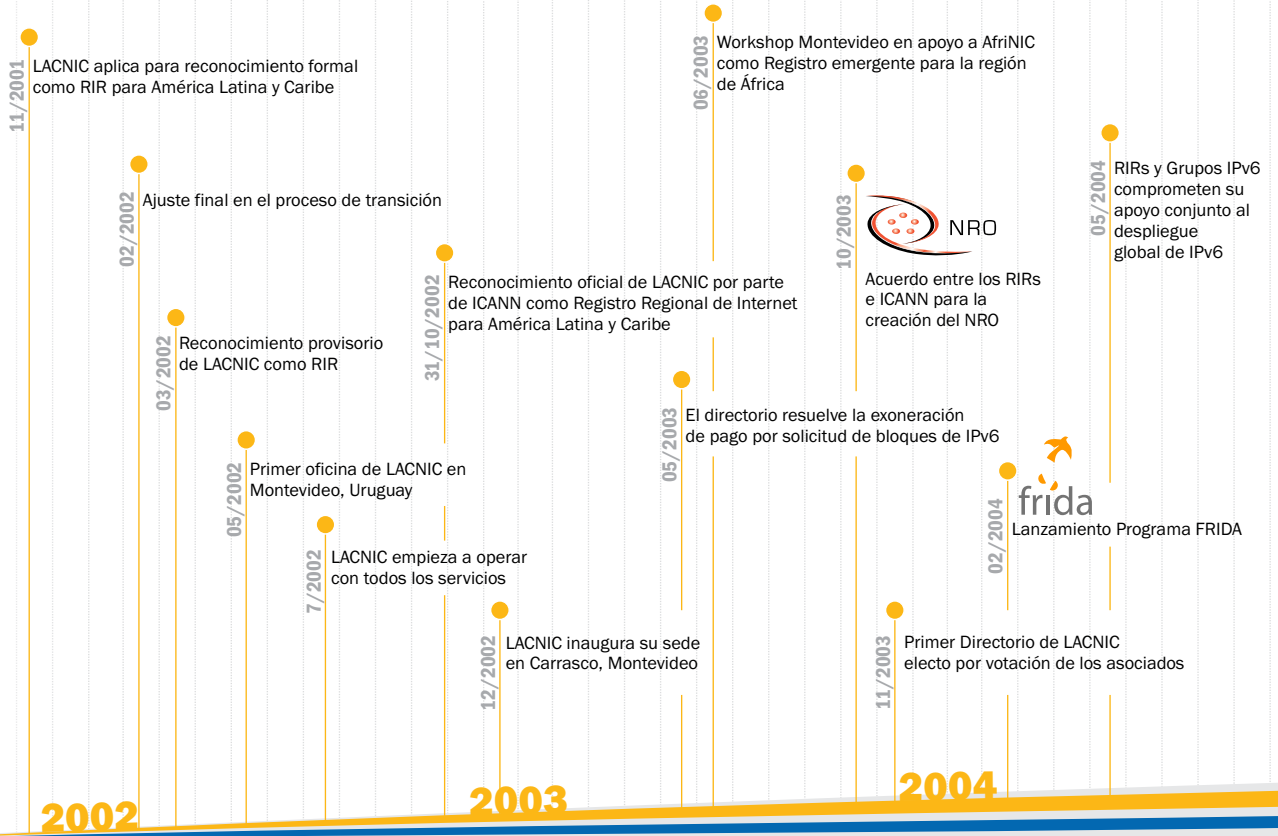 11/2001
LACNIC aplica para reconocimiento formal
como RIR para América Latina y Caribe
02/2002
Ajuste final en el proceso de transición
03/2002
Reconocimiento provisorio
de LACNIC como RIR
05/2002
Primer oficina de LACNIC en
Montevideo, Uruguay
7/2002
LACNIC empieza a operar
con todos los servicios
31/10/2002
Reconocimiento oficial de LACNIC por parte
de ICANN como Registro Regional de Internet
para América Latina y Caribe
12/2002
LACNIC inaugura su sede
en Carrasco, Montevideo
05/2003
El directorio resuelve la exoneración
de pago por solicitud de bloques de IPv6
06/2003
Workshop Montevideo en apoyo a AfriNIC
como Registro emergente para la región
de África
10/2003
NRO
Acuerdo entre los RIRs
e ICANN para la
creación del NRO
11/2003
Primer Directorio de LACNIC
electo por votación de los asociados
02/2004
frida
Lanzamiento Programa FRIDA
05/2004
RIRs y Grupos IPv6
comprometen su
apoyo conjunto al
despliegue
global de IPv6
2002
2003
2004